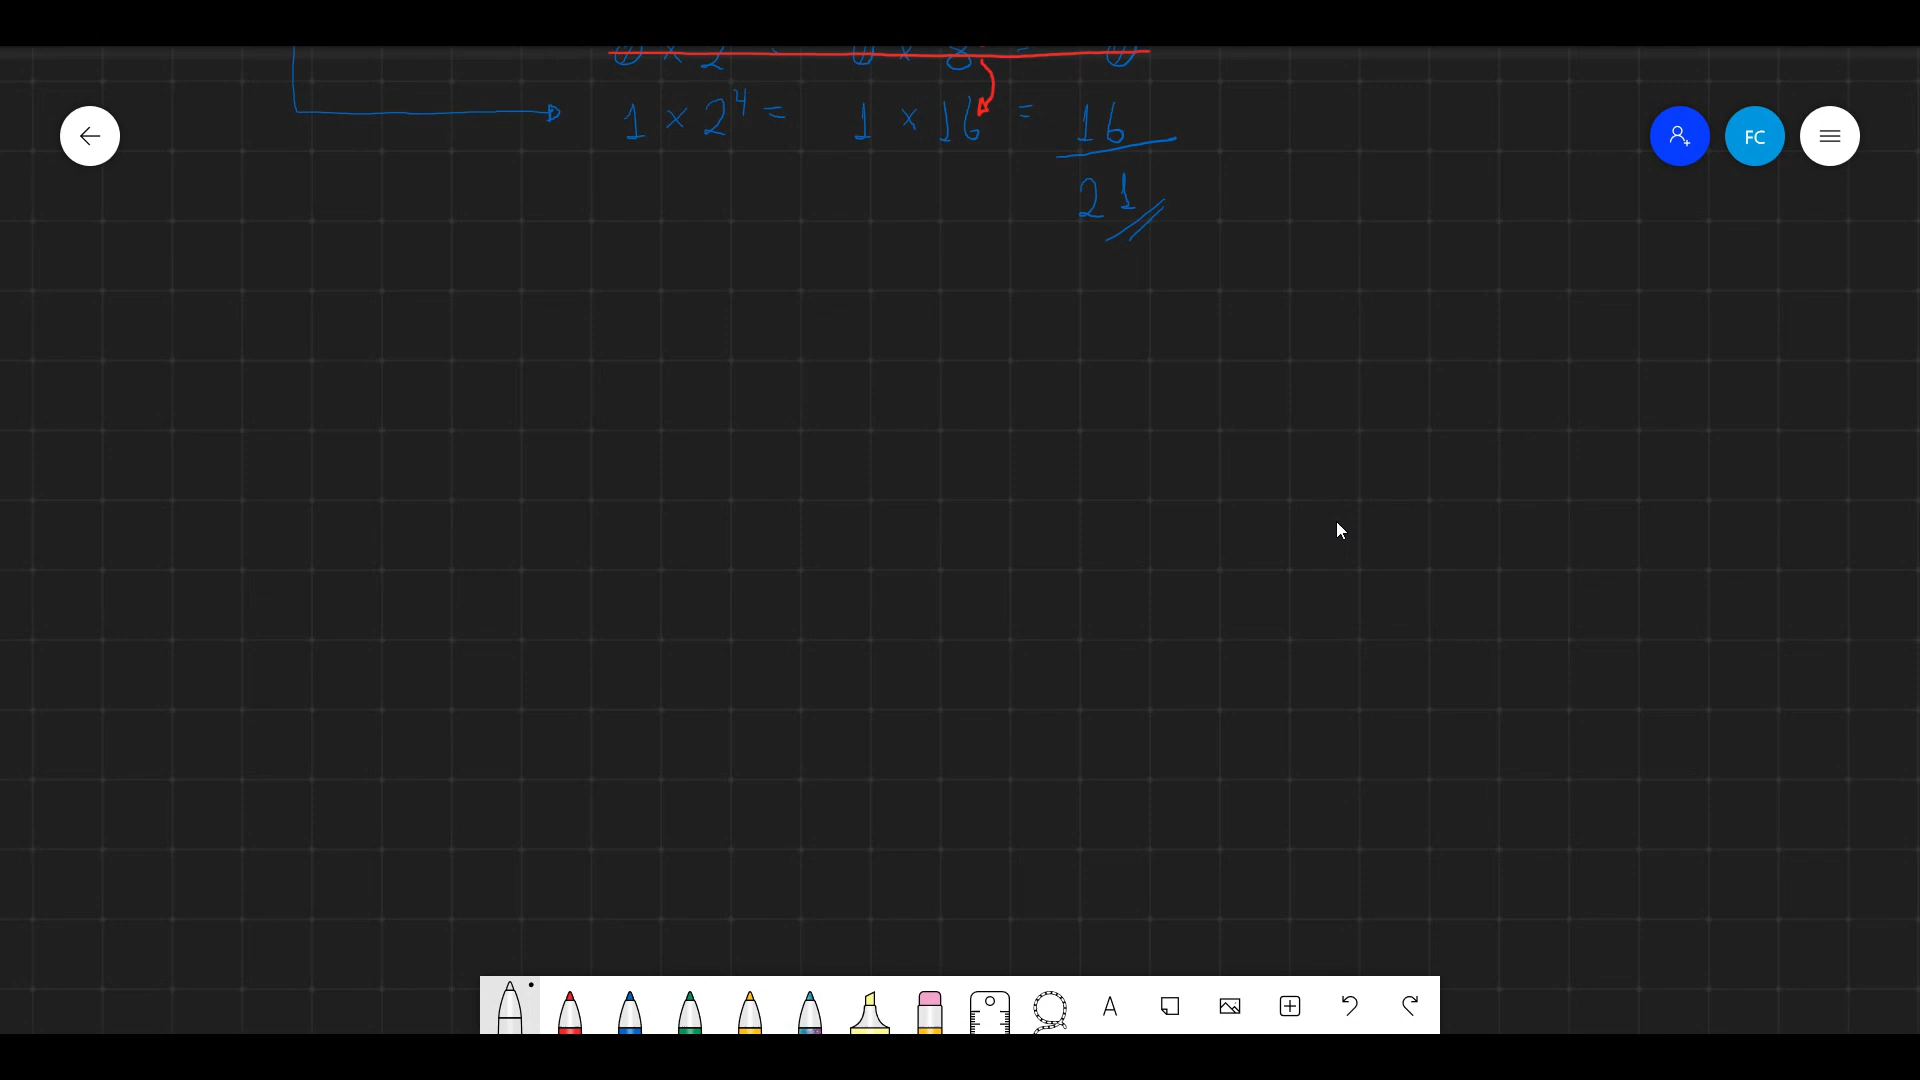 1 × 2⁴ = 1 × 16 = 16
21
FC
A